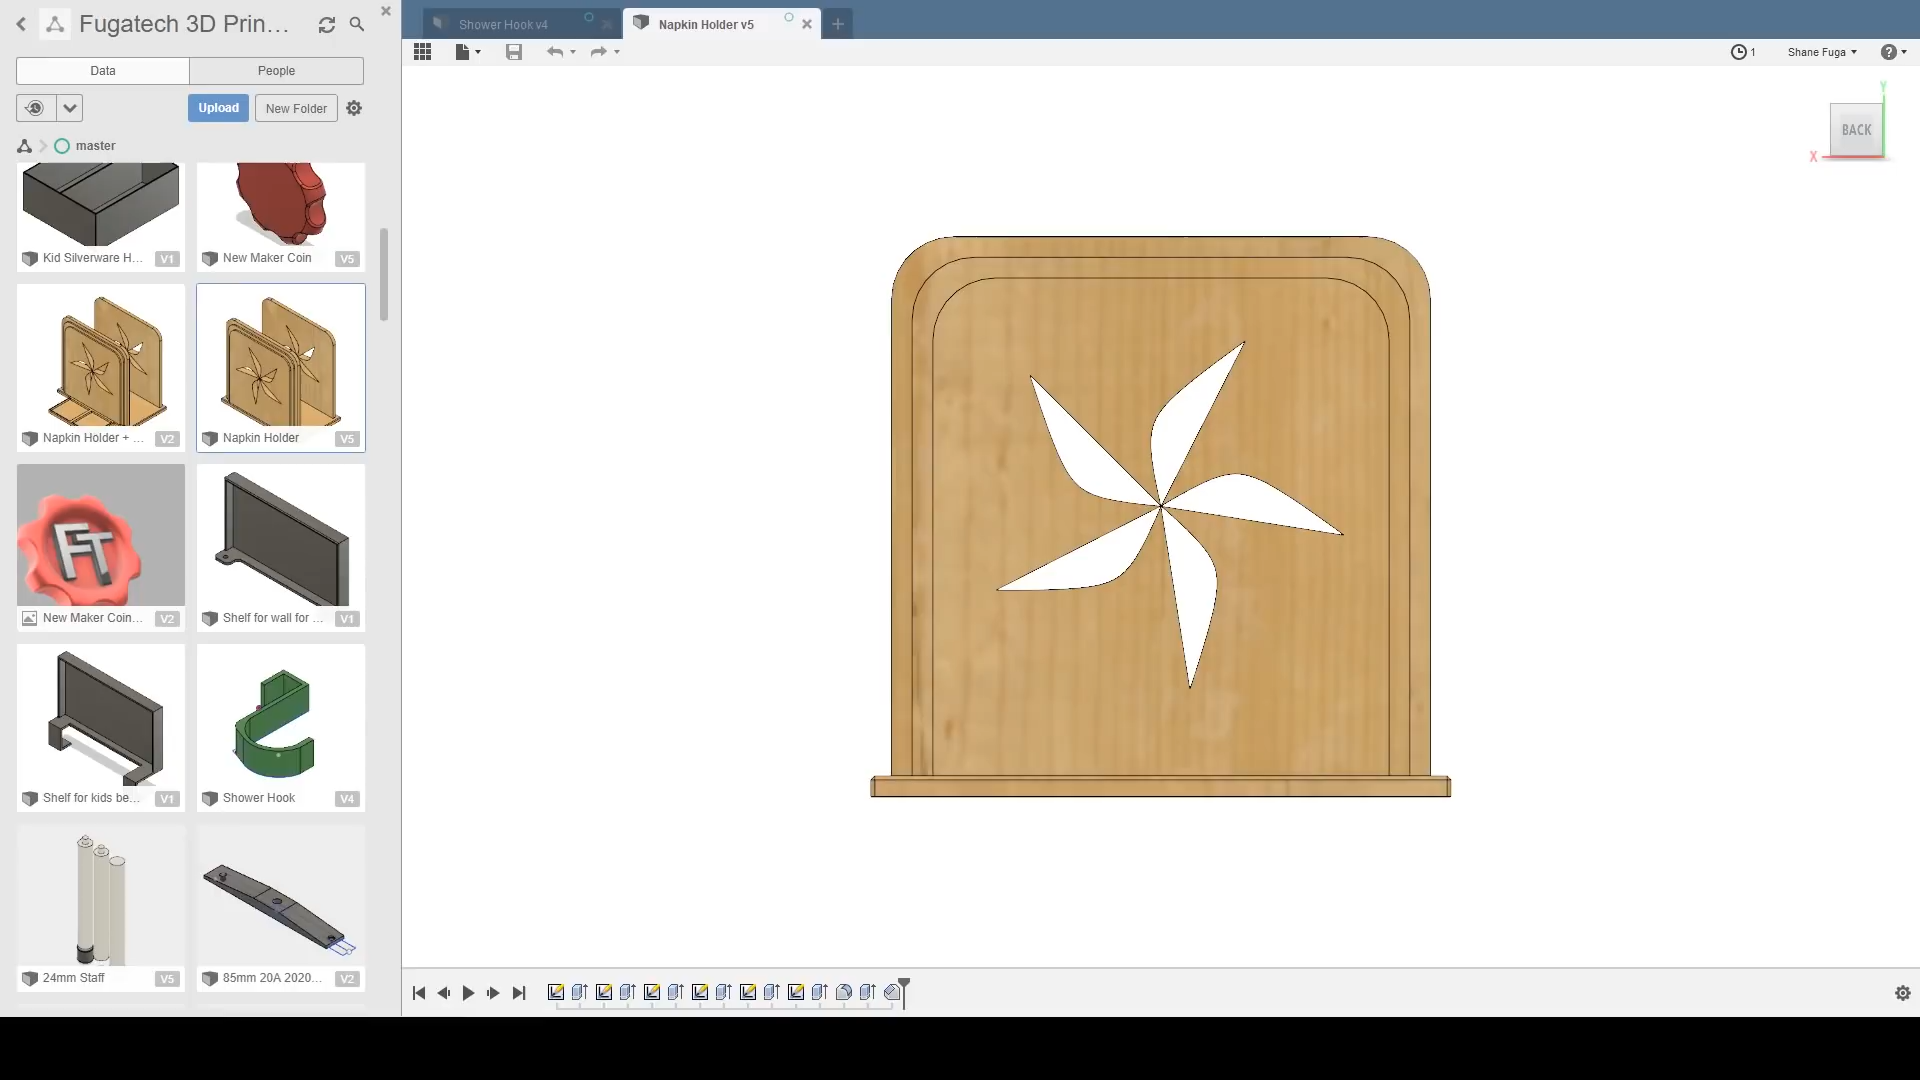 Fugatech 3D Prin...
Shower Hook v4
Napkin Holder v5
1
Shane Fuga
?
Data
People
Upload
New Folder
master
Kid Silverware H...
V1
New Maker Coin
V5
Napkin Holder + ...
V2
Napkin Holder
V5
New Maker Coin...
V2
Shelf for wall for ...
V1
Shelf for kids be...
V1
Shower Hook
V4
24mm Staff
V5
85mm 20A 2020...
V2
FT
Y
BACK
X